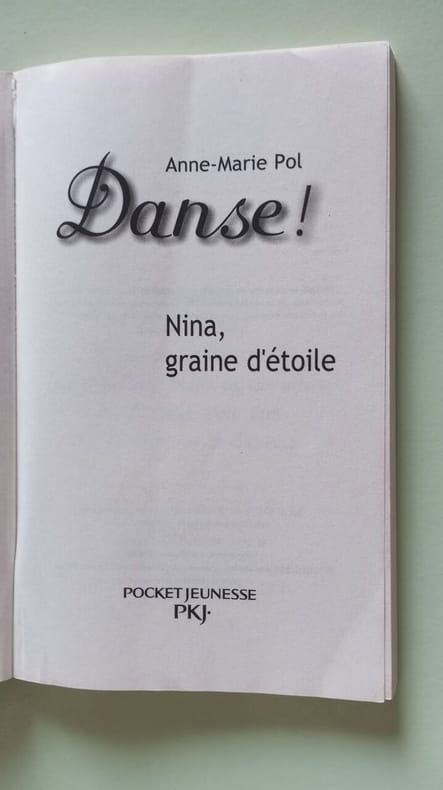 Anne-Marie Pol
Danse !
Nina,
graine d'étoile
POCKET JEUNESSE
PKJ·